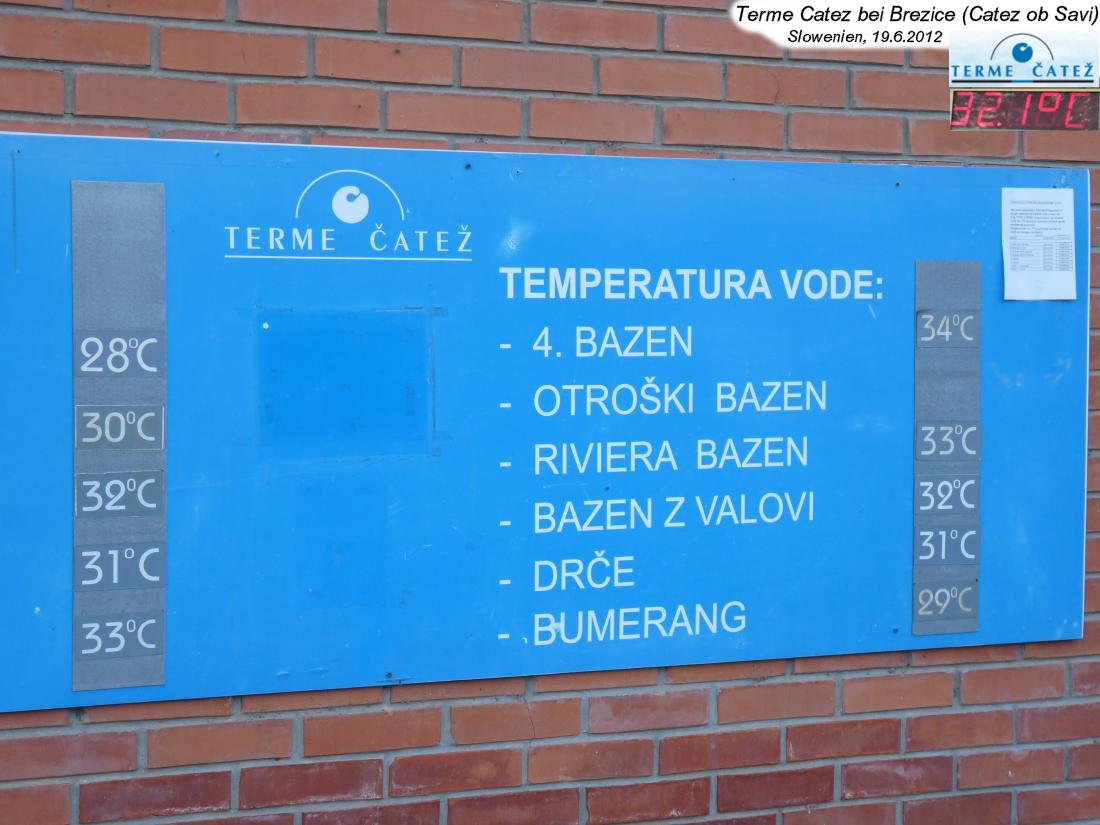 Terme Catez bei Brezice (Catez ob Savi)
Slowenien, 19.6.2012
TERME ČATEŽ
32.1°C
TERME ČATEŽ
TEMPERATURA VODE:
- 4. BAZEN
- OTROŠKI BAZEN
- RIVIERA BAZEN
- BAZEN Z VALOVI
- DRČE
- BUMERANG
28°C
30°C
32°C
31°C
33°C
34°C
33°C
32°C
31°C
29°C